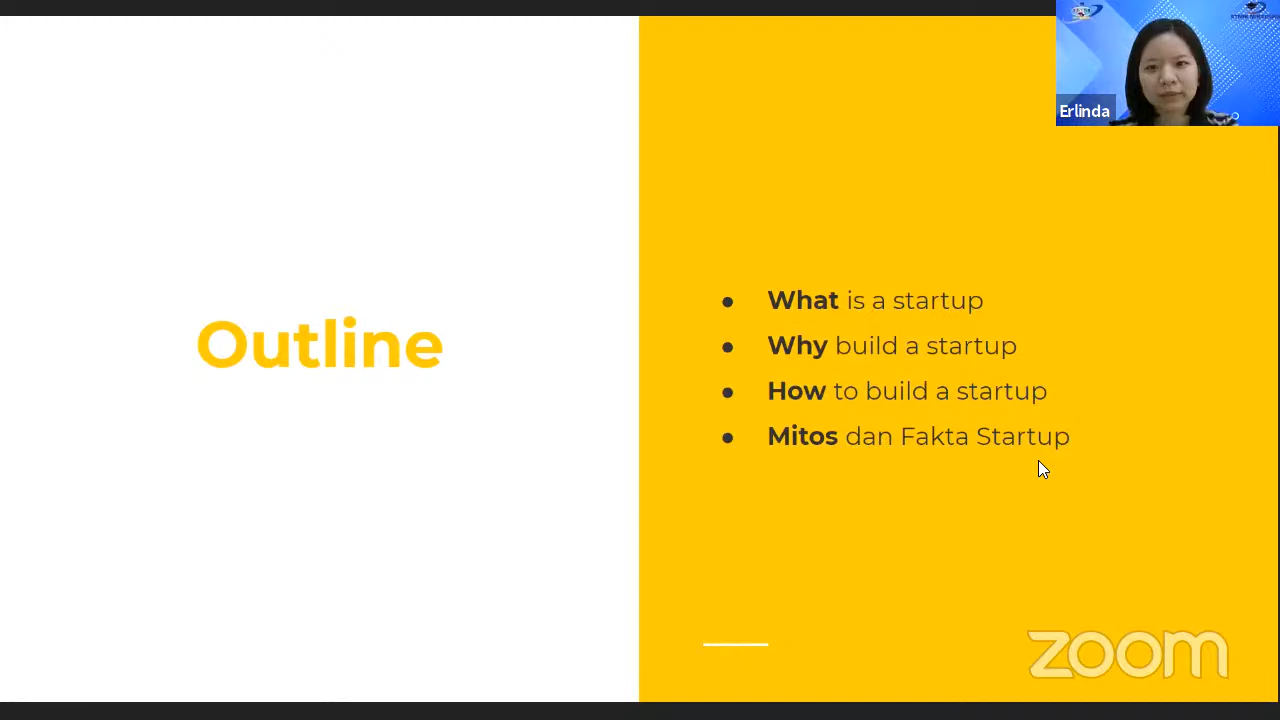 Erlinda
Outline
● What is a startup
● Why build a startup
● How to build a startup
● Mitos dan Fakta Startup
zoom